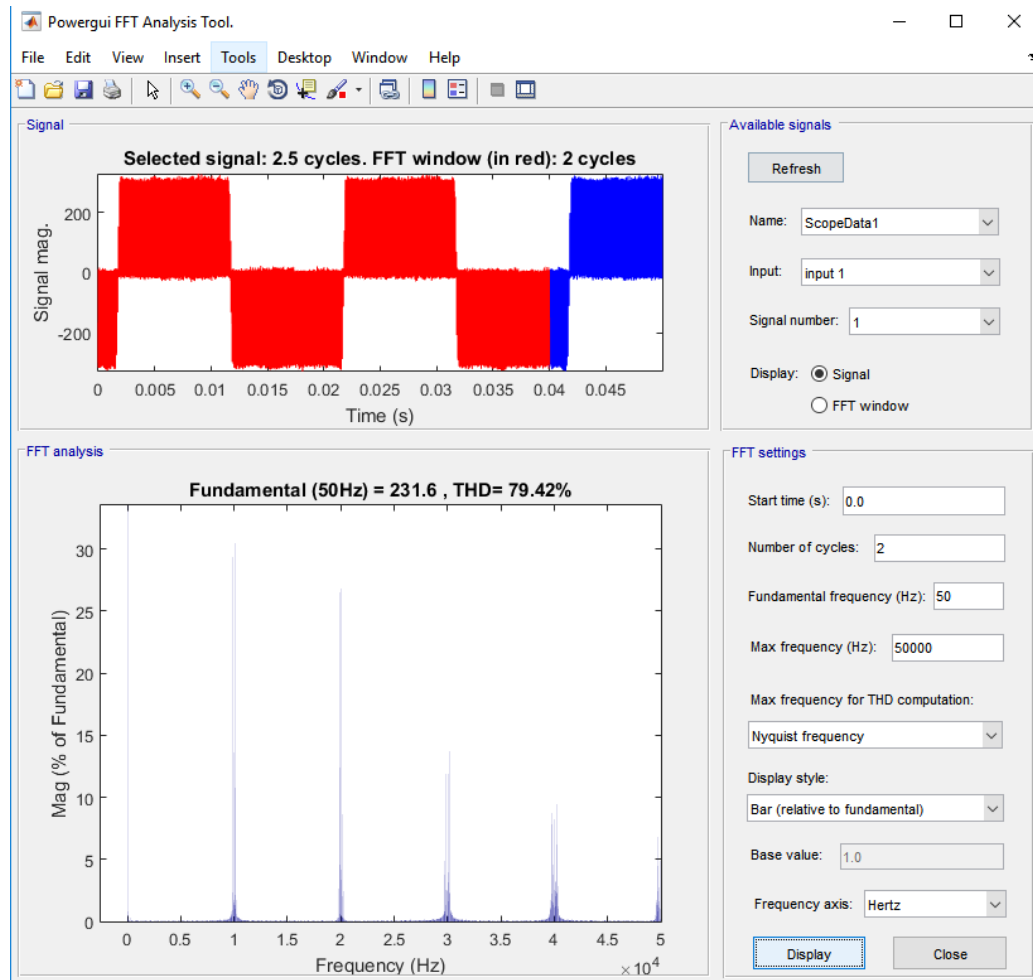 Powergui FFT Analysis Tool.
File Edit View Insert Tools Desktop Window Help
Signal
Selected signal: 2.5 cycles. FFT window (in red): 2 cycles
200
0
-200
Signal mag.
0 0.005 0.01 0.015 0.02 0.025 0.03 0.035 0.04 0.045
Time (s)
Available signals
Refresh
Name: ScopeData1
Input: input 1
Signal number: 1
Display: Signal
FFT window
FFT analysis
Fundamental (50Hz) = 231.6 , THD= 79.42%
30
25
20
15
10
5
0
Mag (% of Fundamental)
0 0.5 1 1.5 2 2.5 3 3.5 4 4.5 5
Frequency (Hz)
×10⁴
FFT settings
Start time (s): 0.0
Number of cycles: 2
Fundamental frequency (Hz): 50
Max frequency (Hz): 50000
Max frequency for THD computation:
Nyquist frequency
Display style:
Bar (relative to fundamental)
Base value: 1.0
Frequency axis: Hertz
Display Close